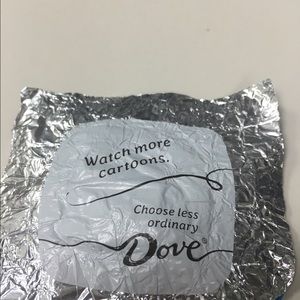 Watch more
cartoons.
Choose less
ordinary
Dove®